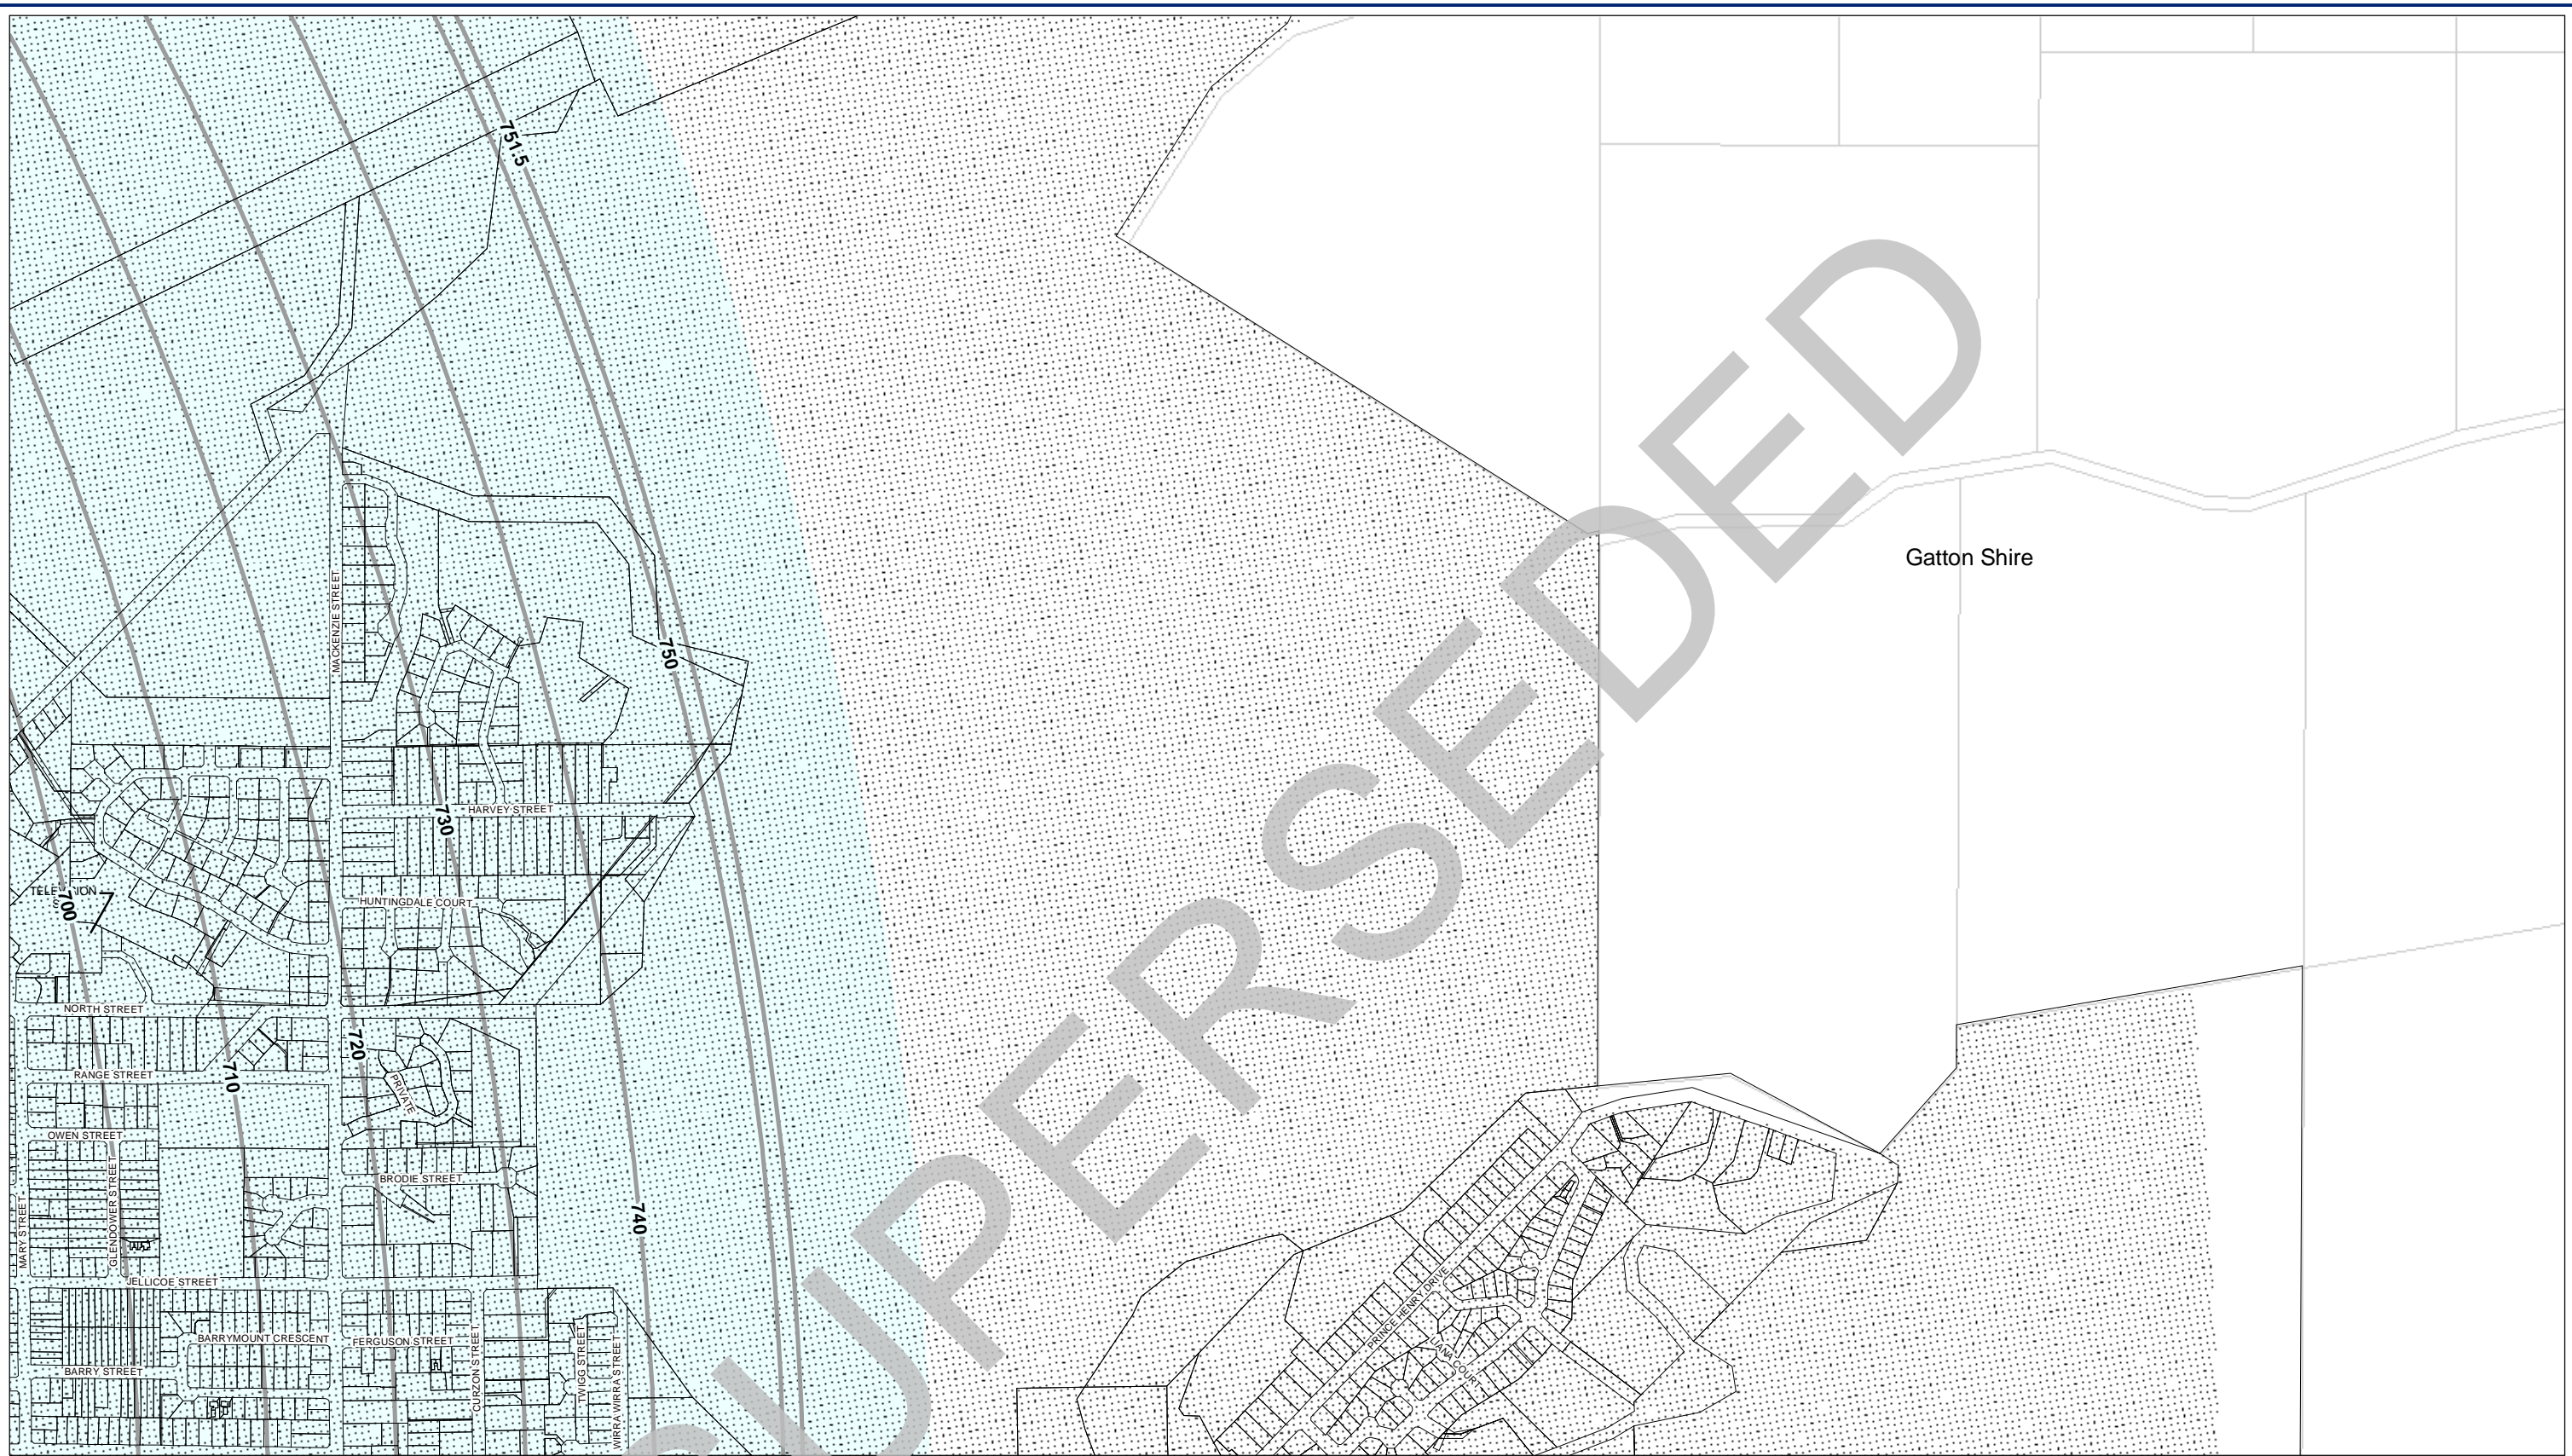 751.5
Gatton Shire
MACKENZIE STREET
750
HARVEY STREET
730
700
7
HUNTINGDALE COURT
NORTH STREET
720
RANGE STREET
710
PRIVATE
OWEN STREET
BRODIE STREET
GLENDOWER STREET
MARY STREET
740
JELLICOE STREET
PRINCE HENRY DRIVE
BARRYMOUNT CRESCENT
FERGUSON STREET
CURZON STREET
TWIGG STREET
WIRRA WIRRA STREET
LIANA COURT
BARRY STREET
SUPERSEDED